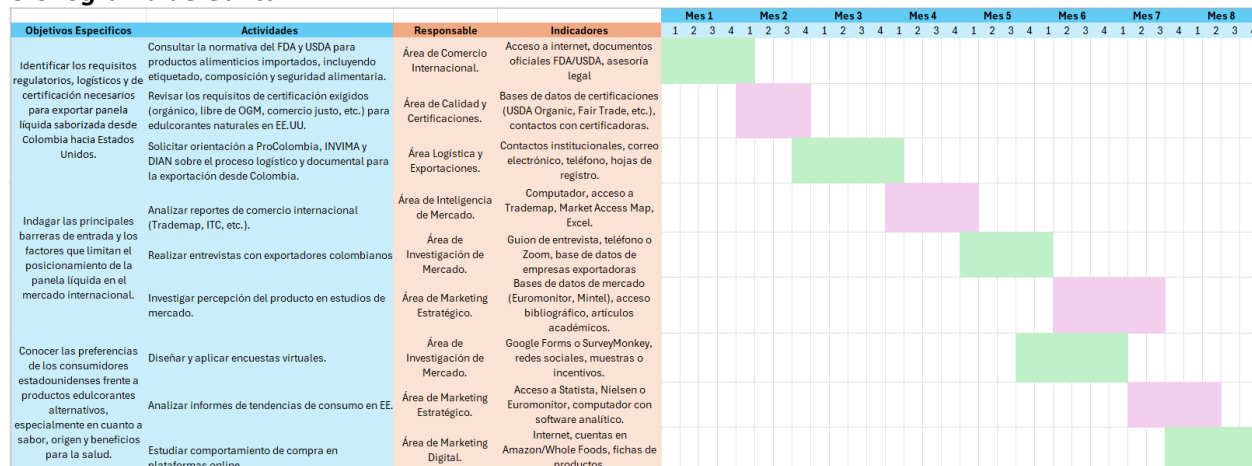 Mes 1 Mes 2 Mes 3 Mes 4 Mes 5 Mes 6 Mes 7 Mes 8
Objetivos Especificos Actividades Responsable Indicadores 1 2 3 4 1 2 3 4 1 2 3 4 1 2 3 4 1 2 3 4 1 2 3 4 1 2 3 4 1 2 3 4
Identificar los requisitos
regulatorios, logísticos y de
certificación necesarios
para exportar panela
líquida saborizada desde
Colombia hacia Estados
Unidos.
Consultar la normativa del FDA y USDA para
productos alimenticios importados, incluyendo
etiquetado, composición y seguridad alimentaria.
Área de Comercio
Internacional.
Acceso a internet, documentos
oficiales FDA/USDA, asesoría
legal
Revisar los requisitos de certificación exigidos
(orgánico, libre de OGM, comercio justo, etc.) para
edulcorantes naturales en EE.UU.
Área de Calidad y
Certificaciones.
Bases de datos de certificaciones
(USDA Organic, Fair Trade, etc.),
contactos con certificadoras.
Solicitar orientación a ProColombia, INVIMA y
DIAN sobre el proceso logístico y documental para
la exportación desde Colombia.
Área Logística y
Exportaciones.
Contactos institucionales, correo
electrónico, teléfono, hojas de
registro.
Indagar las principales
barreras de entrada y los
factores que limitan el
posicionamiento de la
panela líquida en el
mercado internacional.
Analizar reportes de comercio internacional
(Trademap, ITC, etc.).
Área de Inteligencia
de Mercado.
Computador, acceso a
Trademap, Market Access Map,
Excel.
Realizar entrevistas con exportadores colombianos
Área de
Investigación de
Mercado.
Guion de entrevista, teléfono o
Zoom, base de datos de
empresas exportadoras
Investigar percepción del producto en estudios de
mercado.
Área de Marketing
Estratégico.
Bases de datos de mercado
(Euromonitor, Mintel), acceso
bibliográfico, artículos
académicos.
Conocer las preferencias
de los consumidores
estadounidenses frente a
productos edulcorantes
alternativos,
especialmente en cuanto a
sabor, origen y beneficios
para la salud.
Diseñar y aplicar encuestas virtuales.
Área de
Investigación de
Mercado.
Google Forms o SurveyMonkey,
redes sociales, muestras o
incentivos.
Analizar informes de tendencias de consumo en EE.
Área de Marketing
Estratégico.
Acceso a Statista, Nielsen o
Euromonitor, computador con
software analítico.
Estudiar comportamiento de compra en
plataformas online.
Área de Marketing
Digital.
Internet, cuentas en
Amazon/Whole Foods, fichas de
productos.